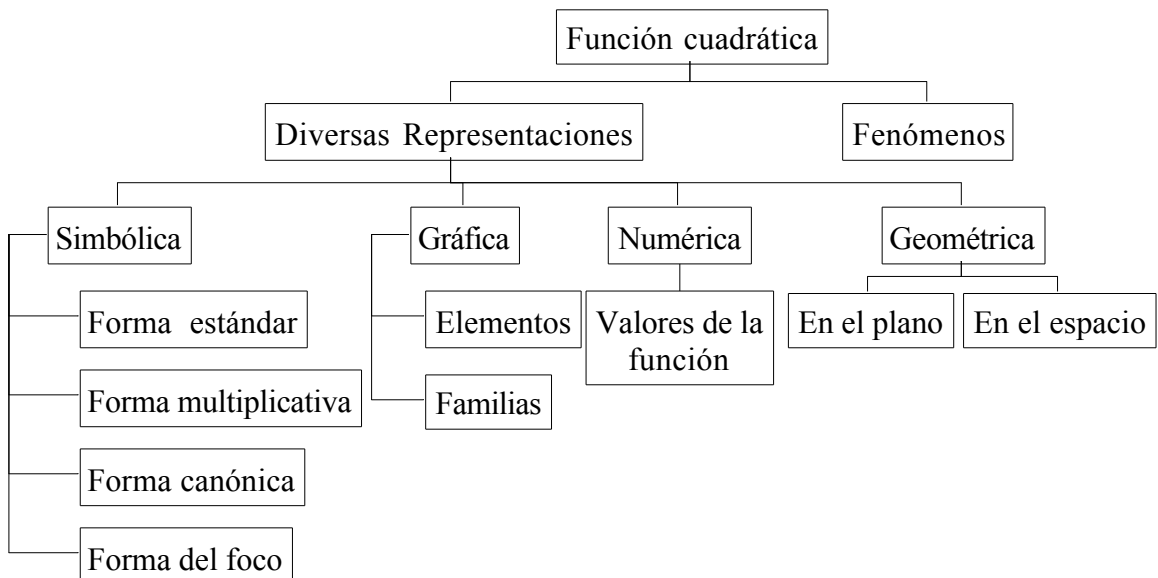 Función cuadrática
Diversas Representaciones
Fenómenos
Simbólica
Gráfica
Numérica
Geométrica
Forma estándar
Elementos
Valores de la
función
En el plano
En el espacio
Forma multiplicativa
Familias
Forma canónica
Forma del foco